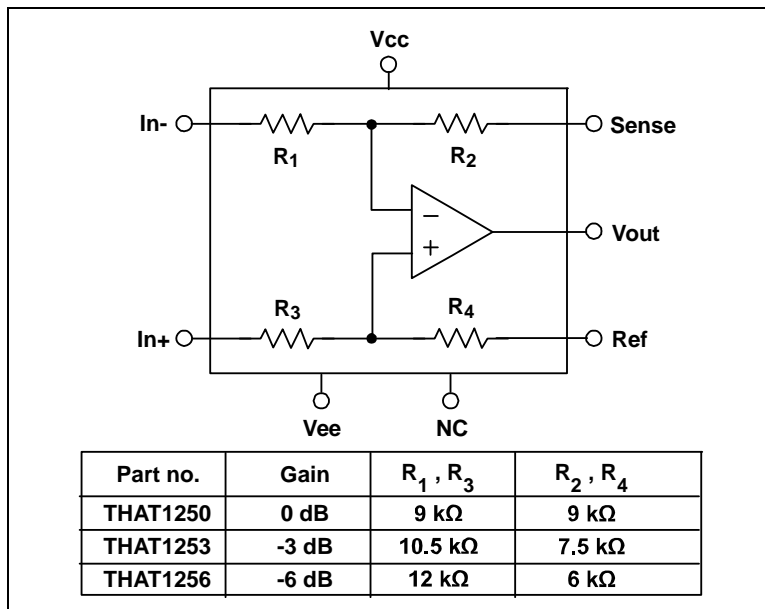 Vcc
In-
Sense
R1
R2
−
Vout
+
R3
R4
In+
Ref
Vee
NC
Part no. Gain R1 , R3 R2 , R4
THAT1250 0 dB 9 kΩ 9 kΩ
THAT1253 -3 dB 10.5 kΩ 7.5 kΩ
THAT1256 -6 dB 12 kΩ 6 kΩ